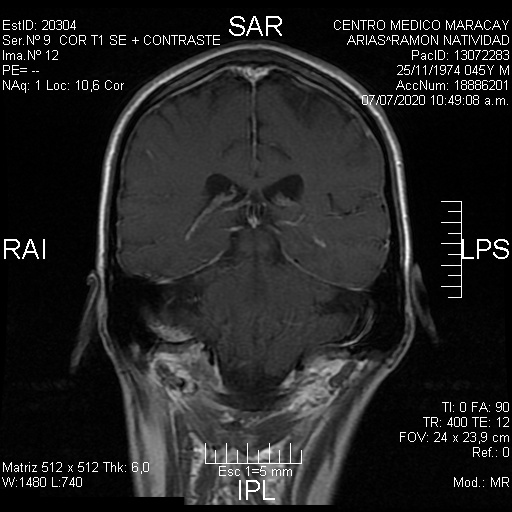 EstID: 20304
Ser.Nº 9 COR T1 SE + CONTRASTE
Ima.Nº 12
PE= --
NAq: 1 Loc: 10,6 Cor
SAR
CENTRO MEDICO MARACAY
ARIAS^RAMON NATIVIDAD
PacID: 13072283
25/11/1974 045Y M
AccNum: 18886201
07/07/2020 10:49:08 a.m.
RAI
LPS
Matriz 512 x 512 Thk: 6,0
W:1480 L:740
Esc 1=5 mm
IPL
TI: 0 FA: 90
TR: 400 TE: 12
FOV: 24 x 23,9 cm
Ref.: 0
Mod.: MR